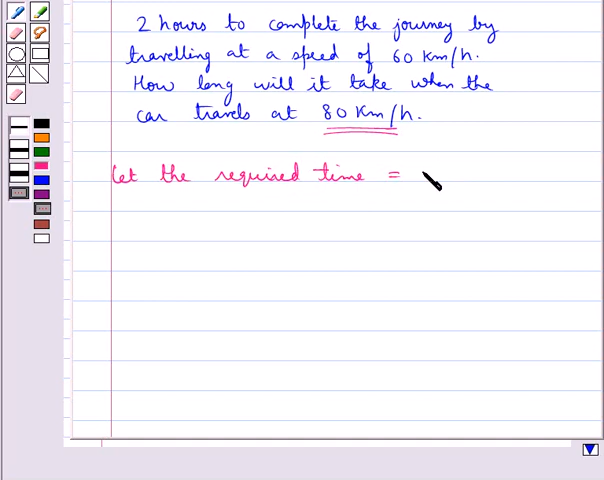 2 hours to complete the journey by
travelling at a speed of 60 km/h.
How long will it take when the
car travels at 80 Km/h.
Let the required time =